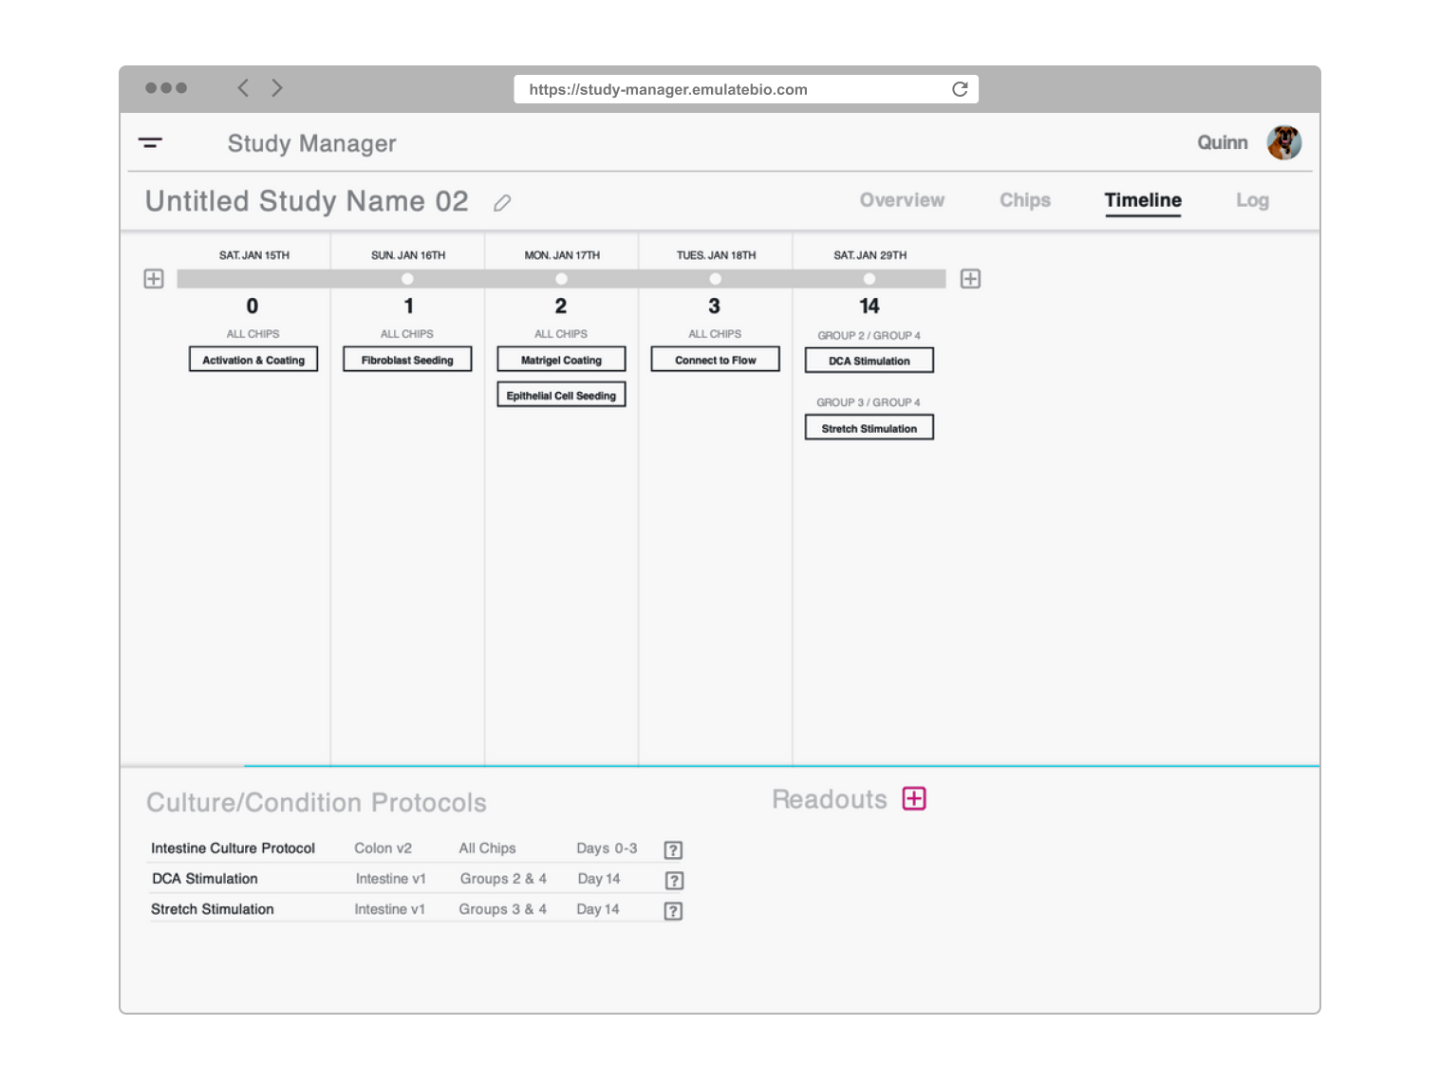 https://study-manager.emulatebio.com
Study Manager
Quinn
Untitled Study Name 02
Overview
Chips
Timeline
Log
SAT. JAN 15TH
SUN. JAN 16TH
MON. JAN 17TH
TUES. JAN 18TH
SAT. JAN 29TH
0
1
2
3
14
ALL CHIPS
ALL CHIPS
ALL CHIPS
ALL CHIPS
GROUP 2 / GROUP 4
Activation & Coating
Fibroblast Seeding
Matrigel Coating
Connect to Flow
DCA Stimulation
Epithelial Cell Seeding
GROUP 3 / GROUP 4
Stretch Stimulation
Culture/Condition Protocols
Readouts
Intestine Culture Protocol Colon v2 All Chips Days 0-3 ?
DCA Stimulation Intestine v1 Groups 2 & 4 Day 14 ?
Stretch Stimulation Intestine v1 Groups 3 & 4 Day 14 ?